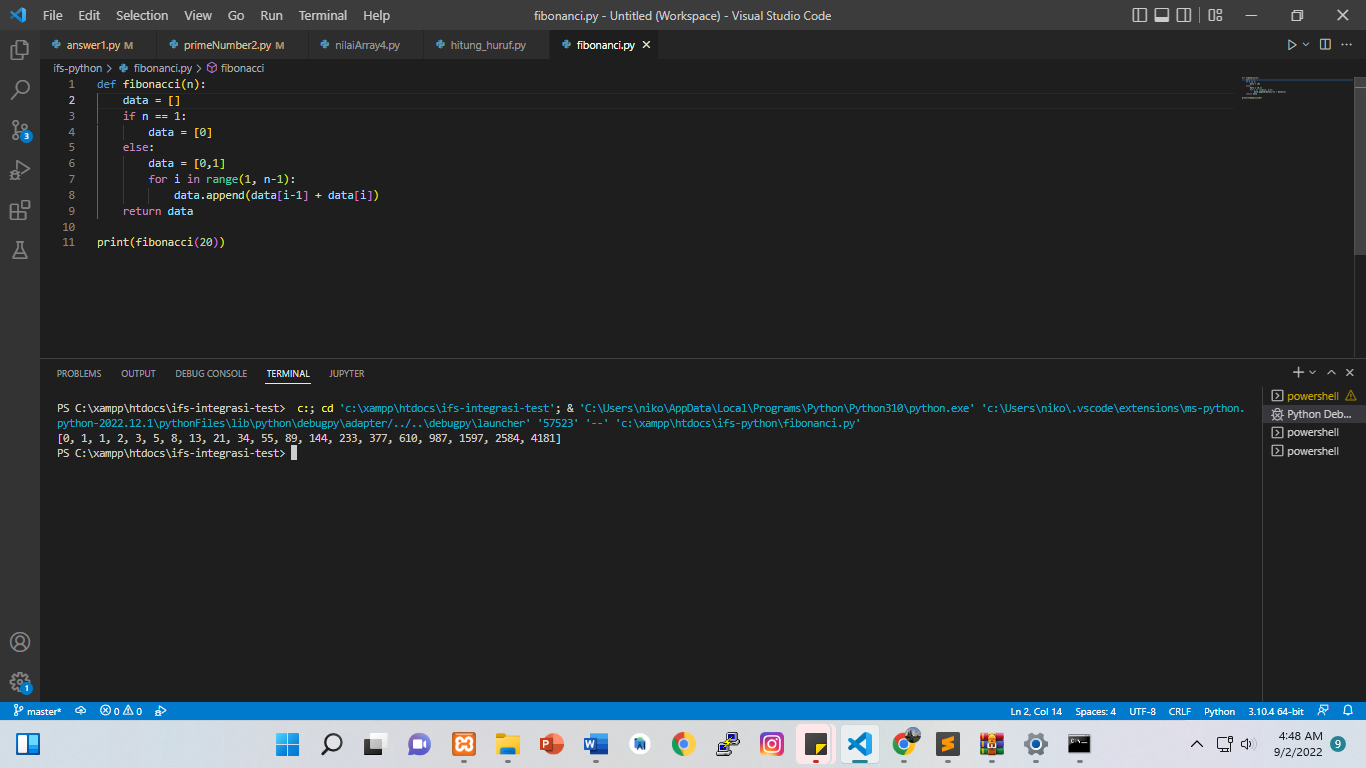 File Edit Selection View Go Run Terminal Help fibonanci.py - Untitled (Workspace) - Visual Studio Code
answer1.py M primeNumber2.py M nilaiArray4.py hitung_huruf.py fibonanci.py
ifs-python > fibonanci.py > fibonacci
1 def fibonacci(n):
2 data = []
3 if n == 1:
4 data = [0]
5 else:
6 data = [0,1]
7 for i in range(1, n-1):
8 data.append(data[i-1] + data[i])
9 return data
10
11 print(fibonacci(20))
PROBLEMS OUTPUT DEBUG CONSOLE TERMINAL JUPYTER
PS C:\xampp\htdocs\ifs-integrasi-test> c:; cd 'c:\xampp\htdocs\ifs-integrasi-test'; & 'C:\Users\niko\AppData\Local\Programs\Python\Python310\python.exe' 'c:\Users\niko\.vscode\extensions\ms-python.
python-2022.12.1\pythonFiles\lib\python\debugpy\adapter/../..\debugpy\launcher' '57523' '--' 'c:\xampp\htdocs\ifs-python\fibonanci.py'
[0, 1, 1, 2, 3, 5, 8, 13, 21, 34, 55, 89, 144, 233, 377, 610, 987, 1597, 2584, 4181]
PS C:\xampp\htdocs\ifs-integrasi-test>
powershell
Python Deb...
powershell
powershell
3
1
master* 0 0 Ln 2, Col 14 Spaces: 4 UTF-8 CRLF Python 3.10.4 64-bit
4:48 AM
9/2/2022 9